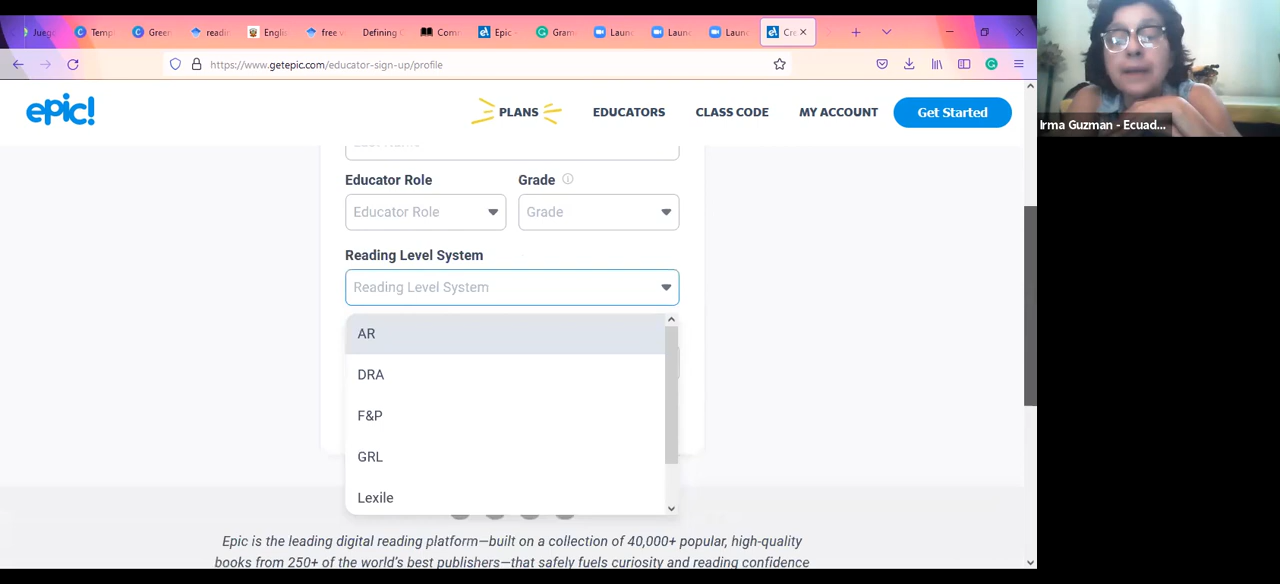 Juege
Temp
Green
readin
Englis
free v
Defining C
Comn
Epic -
Gram
Laun
Laun
Laun
Cre
https://www.getepic.com/educator-sign-up/profile
epic!
PLANS
EDUCATORS
CLASS CODE
MY ACCOUNT
Get Started
Irma Guzman - Ecuad...
Last Name
Educator Role
Grade
Educator Role
Grade
Reading Level System
Reading Level System
AR
DRA
F&P
GRL
Lexile
Epic is the leading digital reading platform—built on a collection of 40,000+ popular, high-quality
books from 250+ of the world's best publishers—that safely fuels curiosity and reading confidence